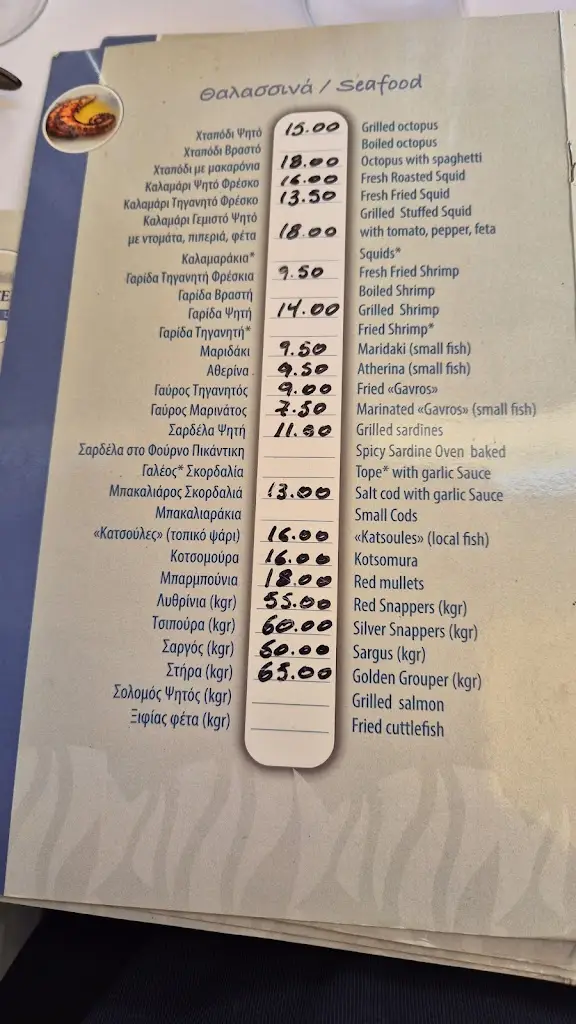 Θαλασσινά / Seafood
Χταπόδι Ψητό 15.00 Grilled octopus
Χταπόδι Βραστό Boiled octopus
Χταπόδι με μακαρόνια 18.00 Octopus with spaghetti
Καλαμάρι Ψητό Φρέσκο 16.00 Fresh Roasted Squid
Καλαμάρι Τηγανητό Φρέσκο 13.50 Fresh Fried Squid
Καλαμάρι Γεμιστό Ψητό Grilled Stuffed Squid
με ντομάτα, πιπεριά, φέτα 18.00 with tomato, pepper, feta
Καλαμαράκια* Squids*
Γαρίδα Τηγανητή Φρέσκια 9.50 Fresh Fried Shrimp
Γαρίδα Βραστή Boiled Shrimp
Γαρίδα Ψητή 14.00 Grilled Shrimp
Γαρίδα Τηγανητή* Fried Shrimp*
Μαριδάκι 9.50 Maridaki (small fish)
Αθερίνα 9.50 Atherina (small fish)
Γαύρος Τηγανητός 9.00 Fried «Gavros»
Γαύρος Μαρινάτος 7.50 Marinated «Gavros» (small fish)
Σαρδέλα Ψητή Grilled sardines
Σαρδέλα στο Φούρνο Πικάντικη Spicy Sardine Oven baked
Γαλέος* Σκορδαλία Tope* with garlic Sauce
Μπακαλιάρος Σκορδαλιά 13.00 Salt cod with garlic Sauce
Μπακαλιαράκια Small Cods
«Κατσούλες» (τοπικό ψάρι) 16.00 «Katsoules» (local fish)
Κοτσομούρα 16.00 Kotsomura
Μπαρμπούνια 18.00 Red mullets
Λυθρίνια (kgr) 55.00 Red Snappers (kgr)
Τσιπούρα (kgr) 60.00 Silver Snappers (kgr)
Σαργός (kgr) 60.00 Sargus (kgr)
Στήρα (kgr) 65.00 Golden Grouper (kgr)
Σολομός Ψητός (kgr) Grilled salmon
Ξιφίας φέτα (kgr) Fried cuttlefish